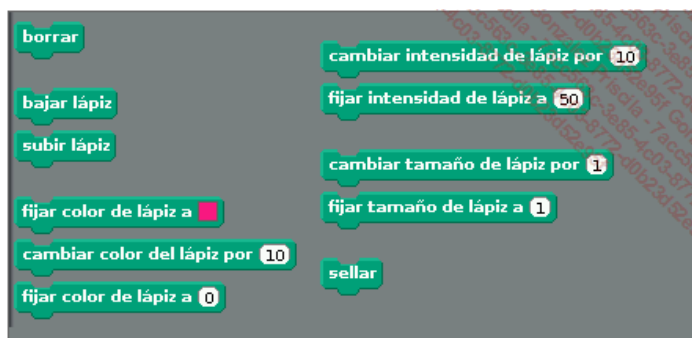 borrar
bajar lápiz
subir lápiz
fijar color de lápiz a
cambiar color del lápiz por 10
fijar color de lápiz a 0
cambiar intensidad de lápiz por 10
fijar intensidad de lápiz a 50
cambiar tamaño de lápiz por 1
fijar tamaño de lápiz a 1
sellar